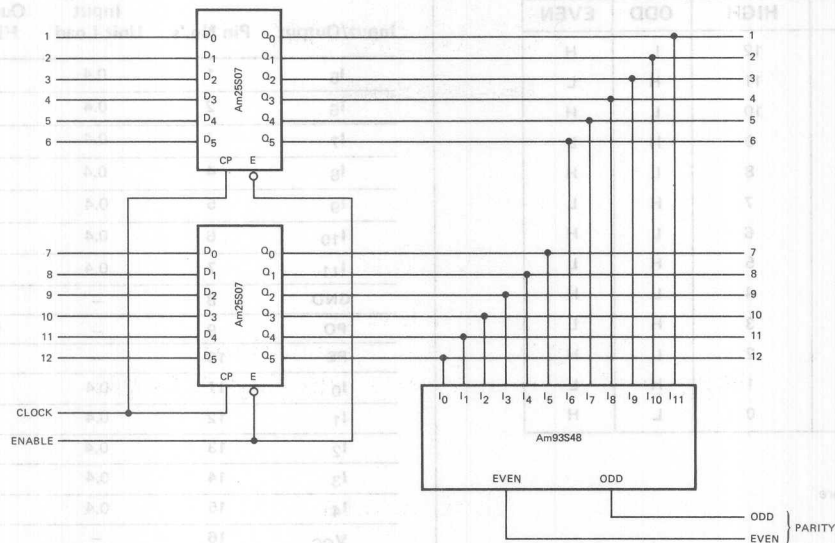 1 D0 Q0 1
2 D1 Q1 2
3 D2 Q2 3
4 D3 Q3 4
5 D4 Q4 5
6 D5 Q5 6
Am25S07
CP E
7 D0 Q0 7
8 D1 Q1 8
9 D2 Q2 9
10 D3 Q3 10
11 D4 Q4 11
12 D5 Q5 12
Am25S07
CP E
CLOCK
ENABLE
I0 I1 I2 I3 I4 I5 I6 I7 I8 I9 I10 I11
Am93S48
EVEN ODD
ODD
EVEN
PARITY